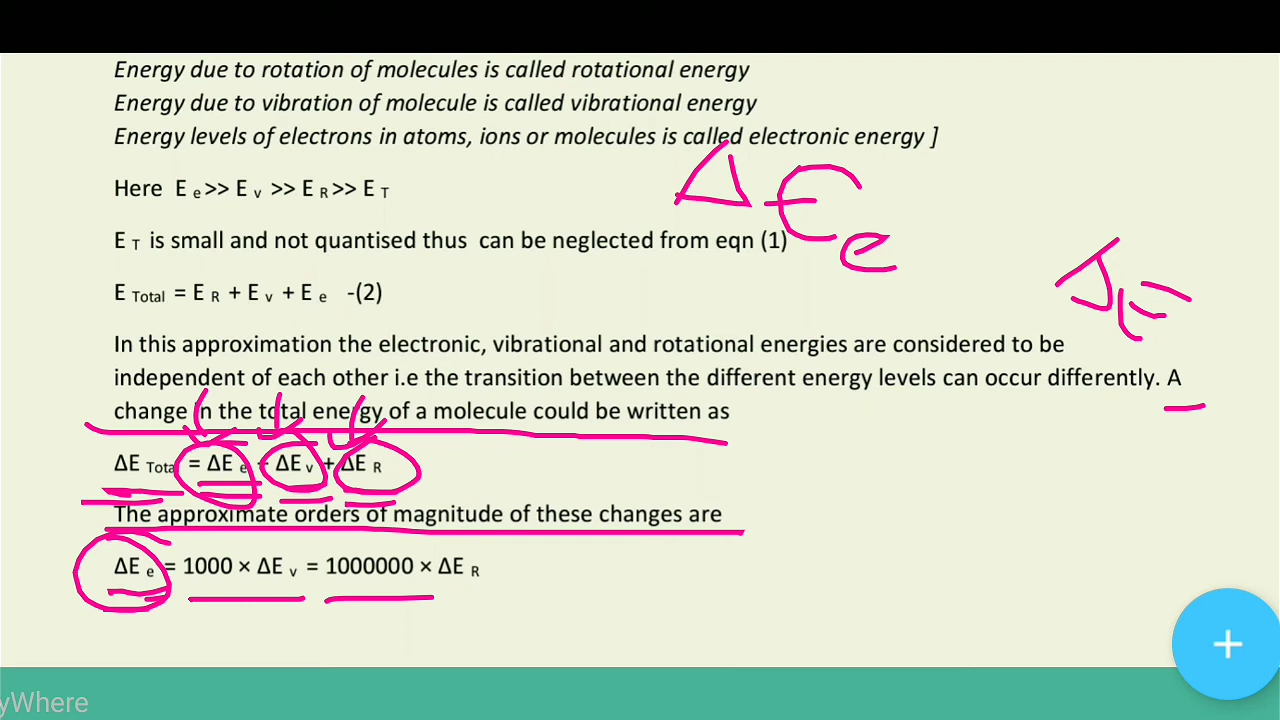 Energy due to rotation of molecules is called rotational energy
Energy due to vibration of molecule is called vibrational energy
Energy levels of electrons in atoms, ions or molecules is called electronic energy ]
Δ E e
Here E e >> E v >> E R >> E T
E T is small and not quantised thus can be neglected from eqn (1)
E Total = E R + E v + E e -(2)
In this approximation the electronic, vibrational and rotational energies are considered to be
independent of each other i.e the transition between the different energy levels can occur differently. A
change in the total energy of a molecule could be written as
ΔE Total = ΔE e + ΔE v + ΔE R
The approximate orders of magnitude of these changes are
ΔE e = 1000 × ΔE v = 1000000 × ΔE R
yWhere